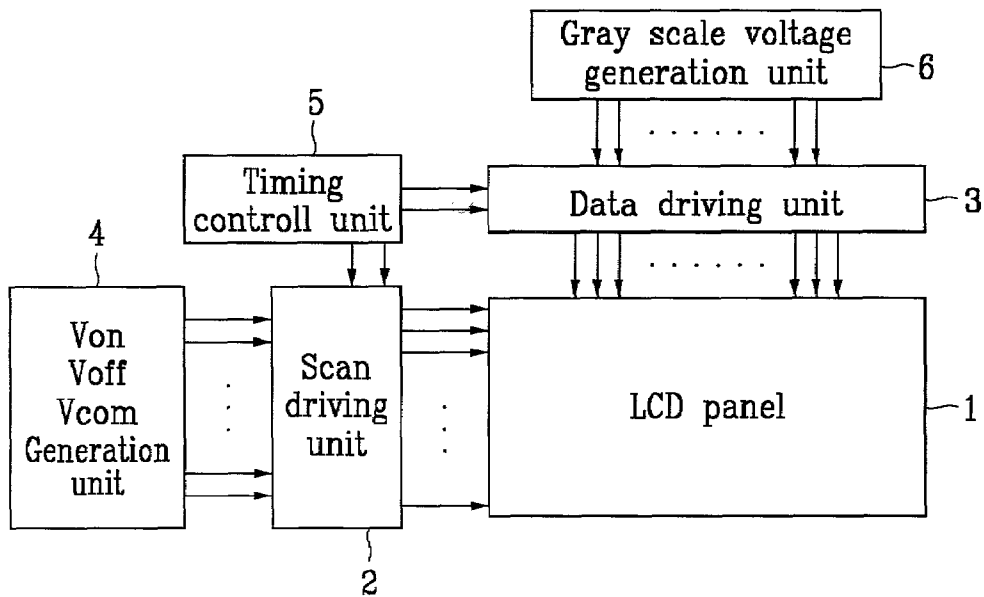 Gray scale voltage
generation unit
6
5
Timing
controll unit
Data driving unit
3
4
Von
Voff
Vcom
Generation
unit
Scan
driving
unit
LCD panel
1
2